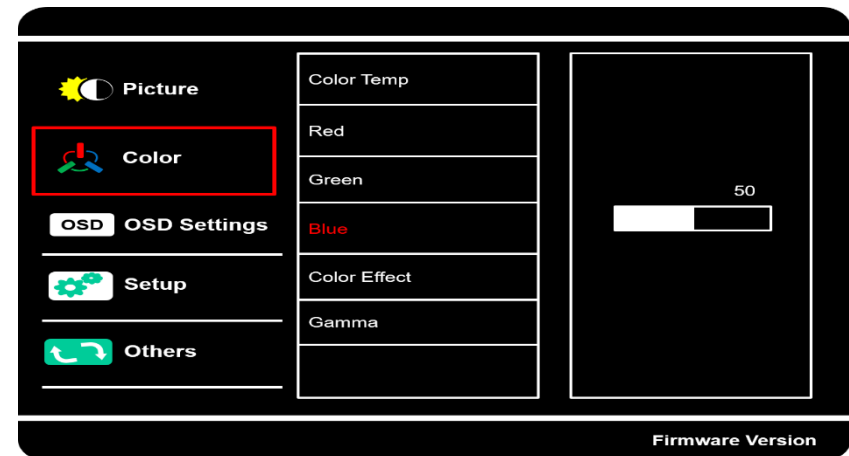 Picture
Color
OSD OSD Settings
Setup
Others
Color Temp
Red
Green
Blue
Color Effect
Gamma
50
Firmware Version